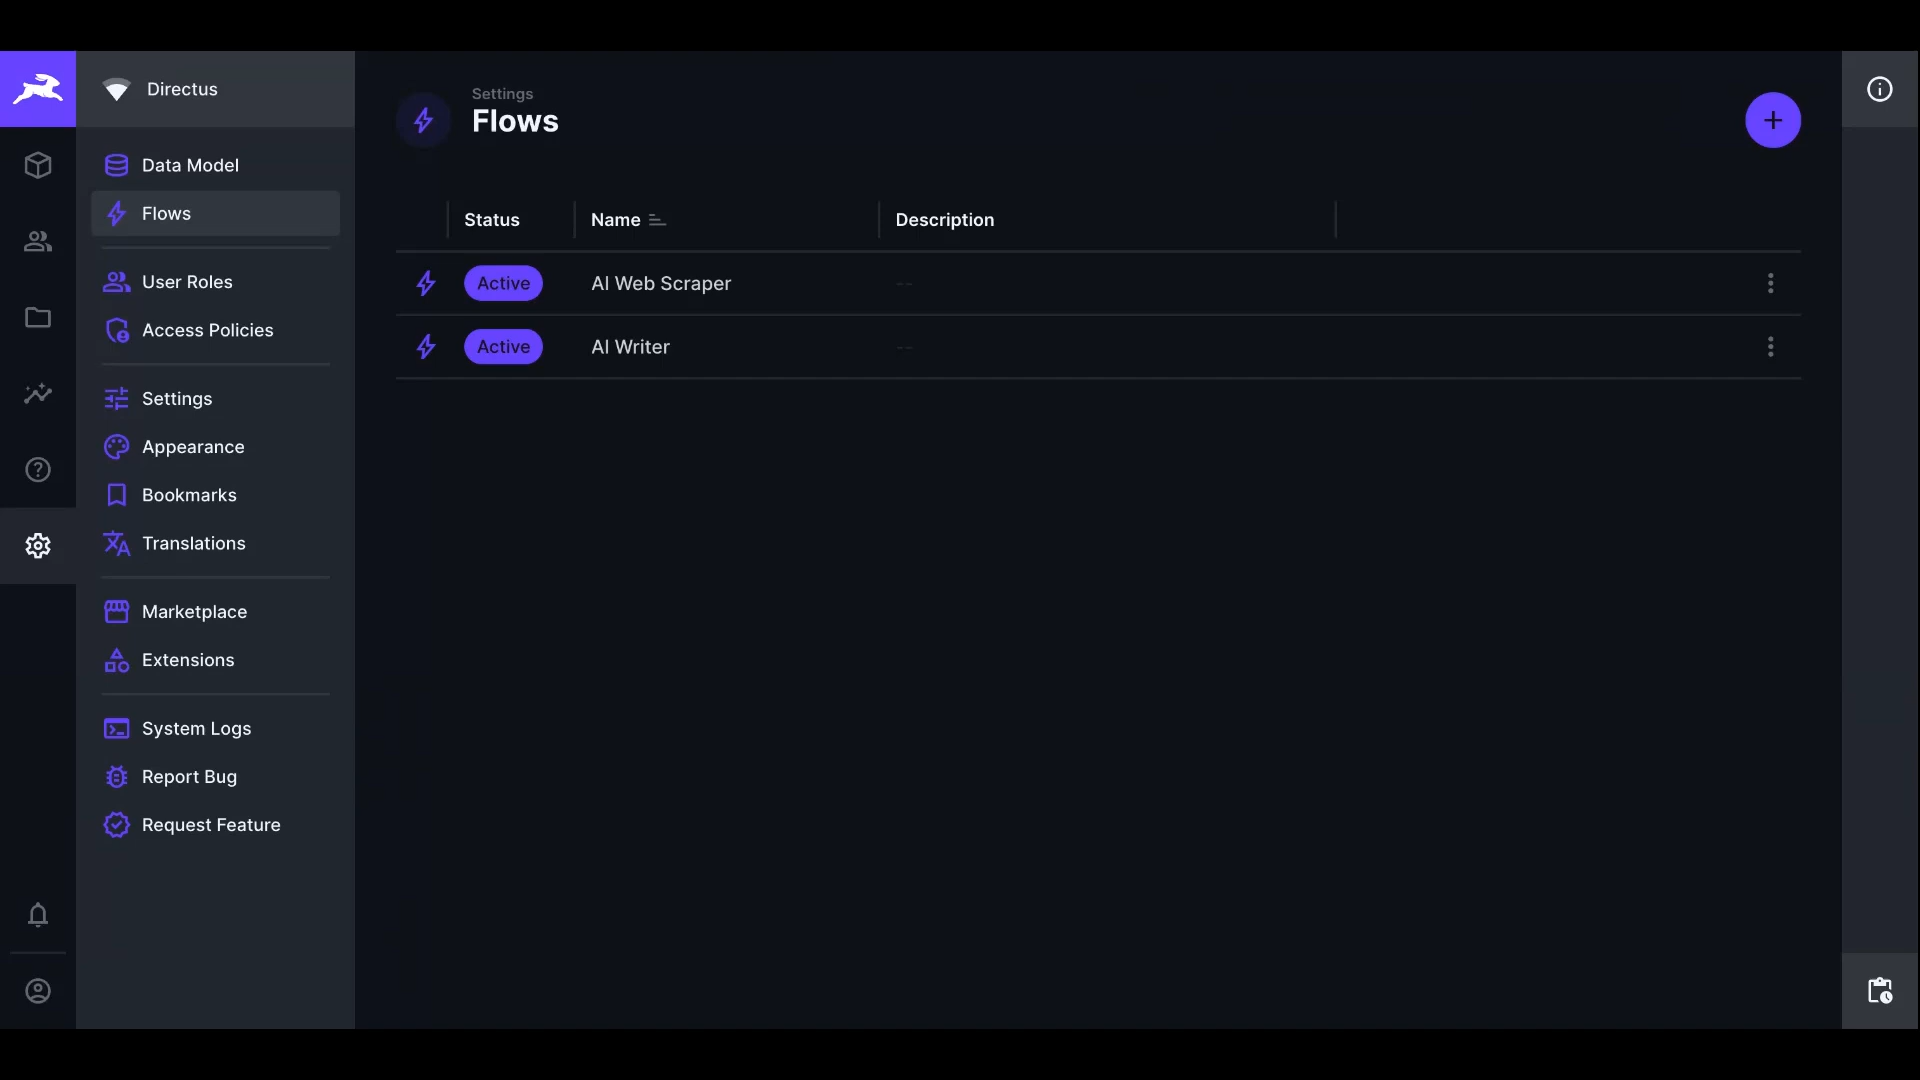 Directus
Data Model
Flows
User Roles
Access Policies
Settings
Appearance
Bookmarks
Translations
Marketplace
Extensions
System Logs
Report Bug
Request Feature
Settings
Flows
Status Name Description
Active AI Web Scraper --
Active AI Writer --